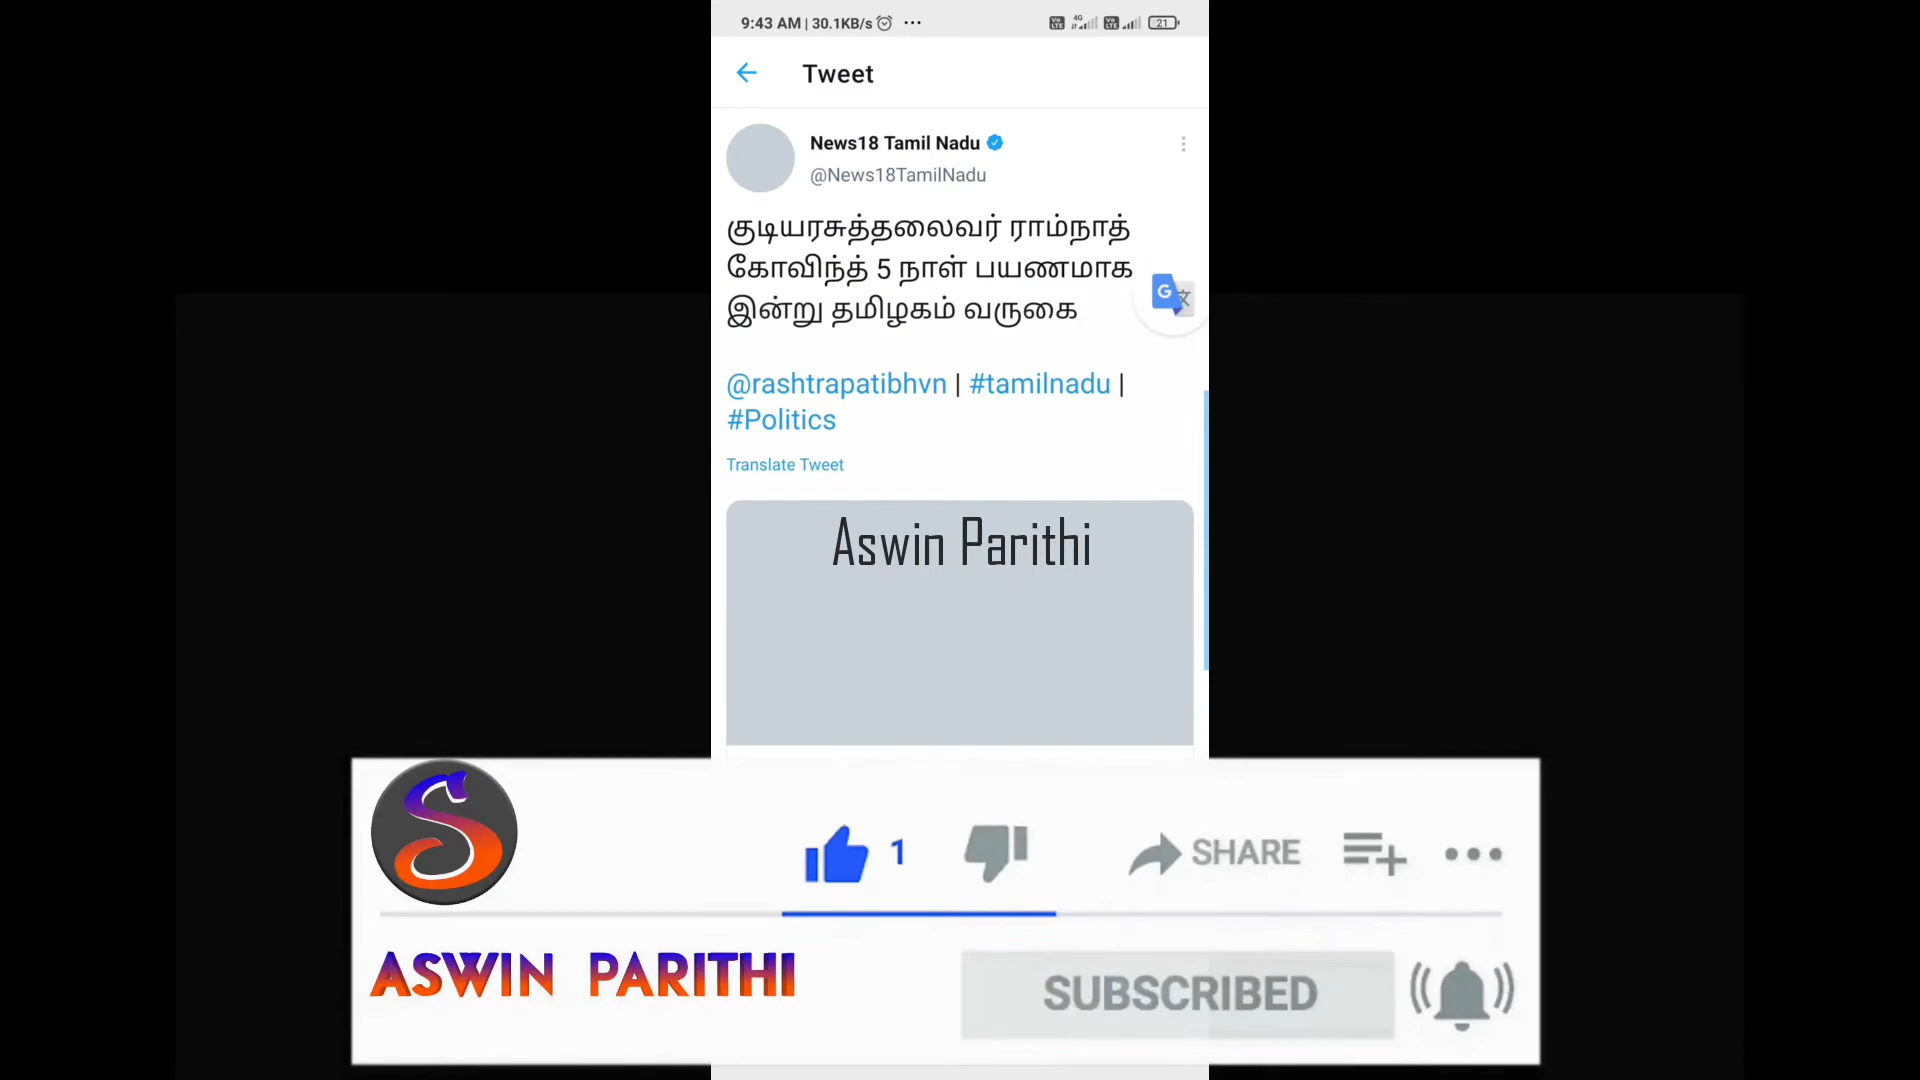 9:43 AM | 30.1KB/s
21
Tweet
News18 Tamil Nadu
@News18TamilNadu
குடியரசுத்தலைவர் ராம்நாத்
கோவிந்த் 5 நாள் பயணமாக
இன்று தமிழகம் வருகை
@rashtrapatibhvn | #tamilnadu |
#Politics
Translate Tweet
Aswin Parithi
1
SHARE
ASWIN PARITHI
SUBSCRIBED